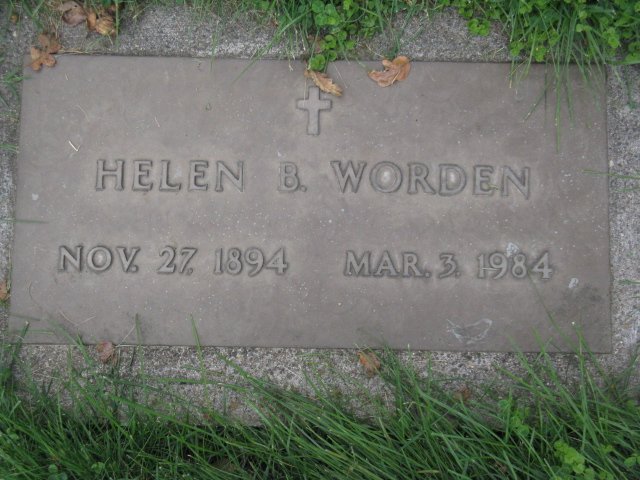 HELEN B. WORDEN
NOV. 27, 1894 MAR. 3, 1984